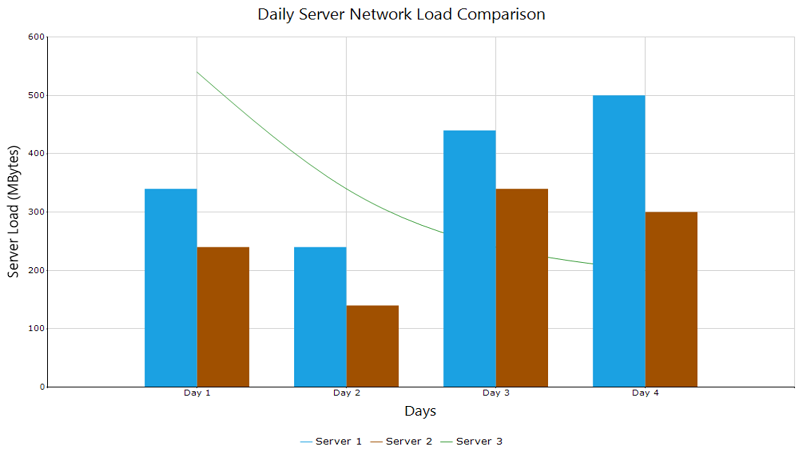 Daily Server Network Load Comparison
600
500
400
300
200
100
0
Server Load (MBytes)
Day 1 Day 2 Day 3 Day 4
Days
Server 1 Server 2 Server 3